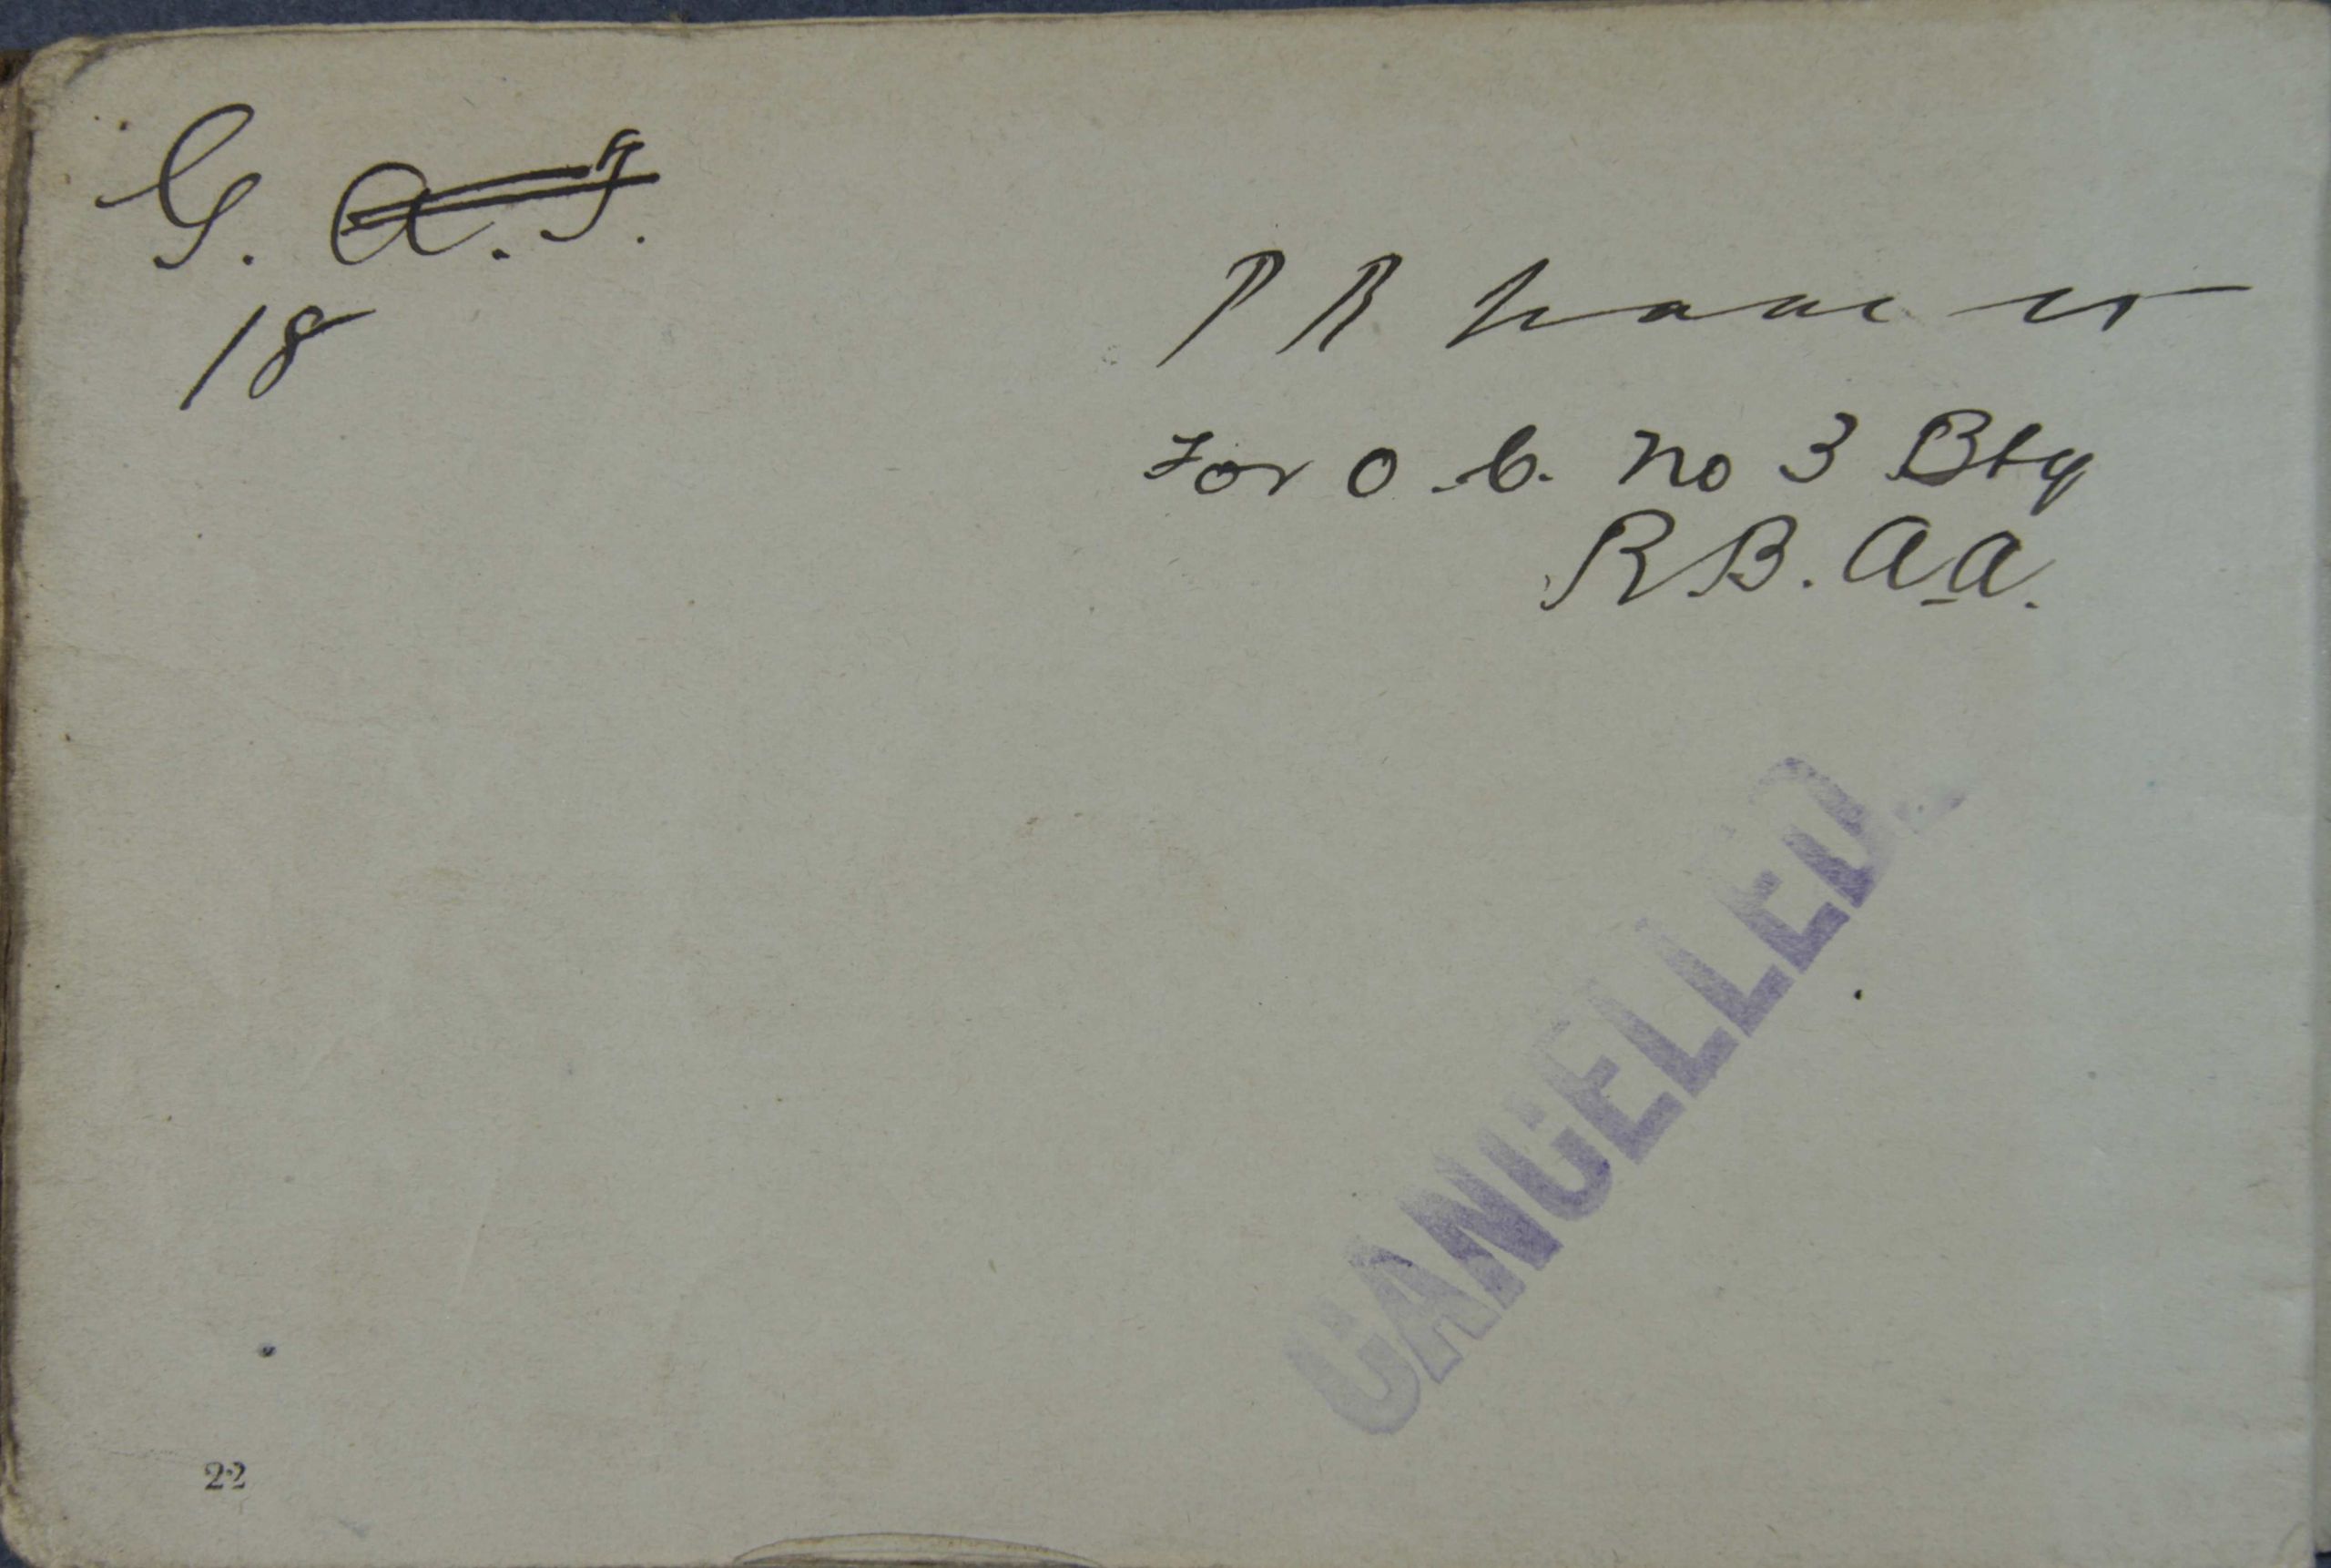 G. A. F.
18
P R
For O.C. No 3 Bty
R B. A A.
CANCELLED
22